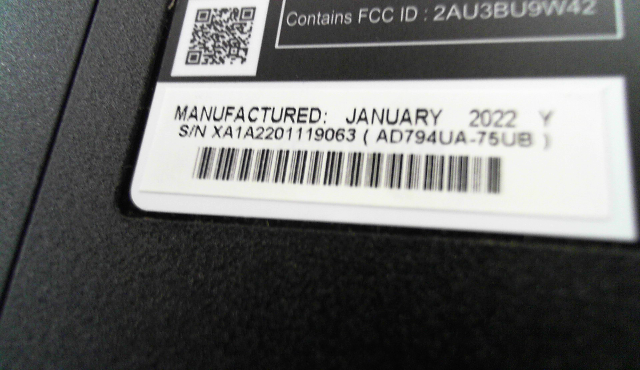 Contains FCC ID : 2AU3BU9W42
MANUFACTURED: JANUARY 2022 Y
S/N XA1A2201119063 ( AD794UA-75UB )